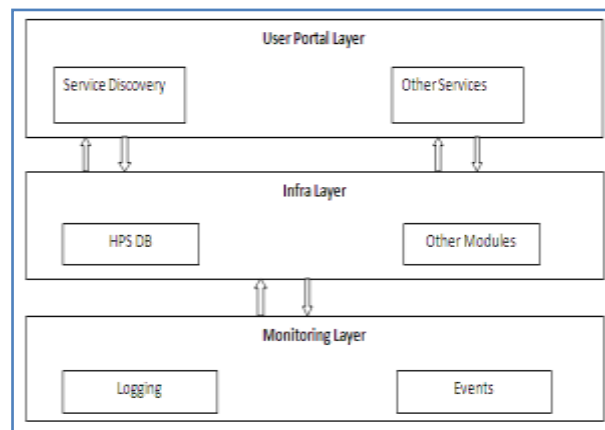 User Portal Layer
Service Discovery
Other Services
Infra Layer
HPS DB
Other Modules
Monitoring Layer
Logging
Events